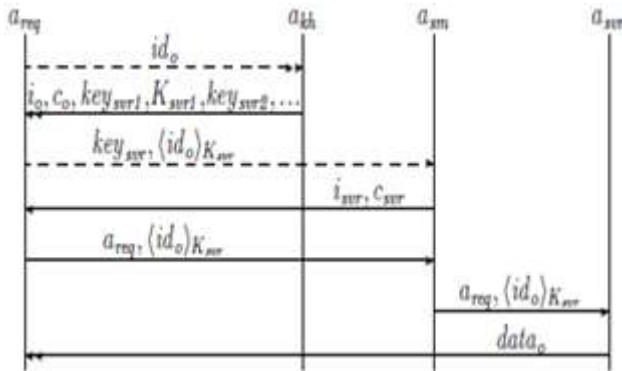 a_req a_kh a_sm a_svr
id_o
i_o, c_o, key_svr1, K_svr1, key_svr2, ...
key_svr, ⟨id_o⟩_K_svr
i_svr, c_svr
a_req, ⟨id_o⟩_K_svr
a_req, ⟨id_o⟩_K_svr
data_o